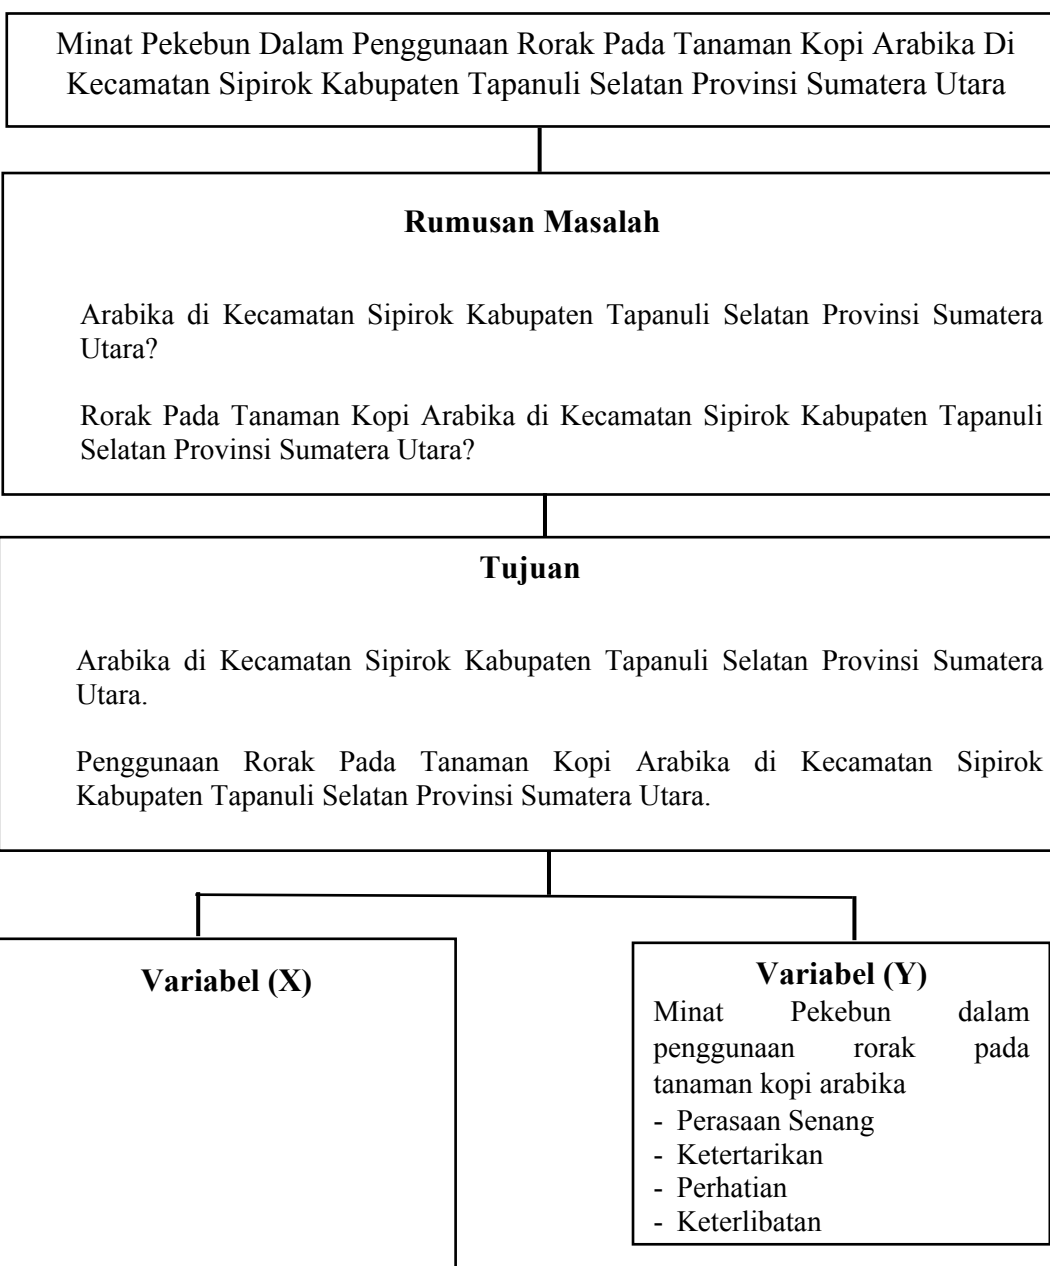 Minat Pekebun Dalam Penggunaan Rorak Pada Tanaman Kopi Arabika Di
Kecamatan Sipirok Kabupaten Tapanuli Selatan Provinsi Sumatera Utara
Rumusan Masalah
Arabika di Kecamatan Sipirok Kabupaten Tapanuli Selatan Provinsi Sumatera
Utara?
Rorak Pada Tanaman Kopi Arabika di Kecamatan Sipirok Kabupaten Tapanuli
Selatan Provinsi Sumatera Utara?
Tujuan
Arabika di Kecamatan Sipirok Kabupaten Tapanuli Selatan Provinsi Sumatera
Utara.
Penggunaan Rorak Pada Tanaman Kopi Arabika di Kecamatan Sipirok
Kabupaten Tapanuli Selatan Provinsi Sumatera Utara.
Variabel (X)
Variabel (Y)
Minat Pekebun dalam
penggunaan rorak pada
tanaman kopi arabika
- Perasaan Senang
- Ketertarikan
- Perhatian
- Keterlibatan